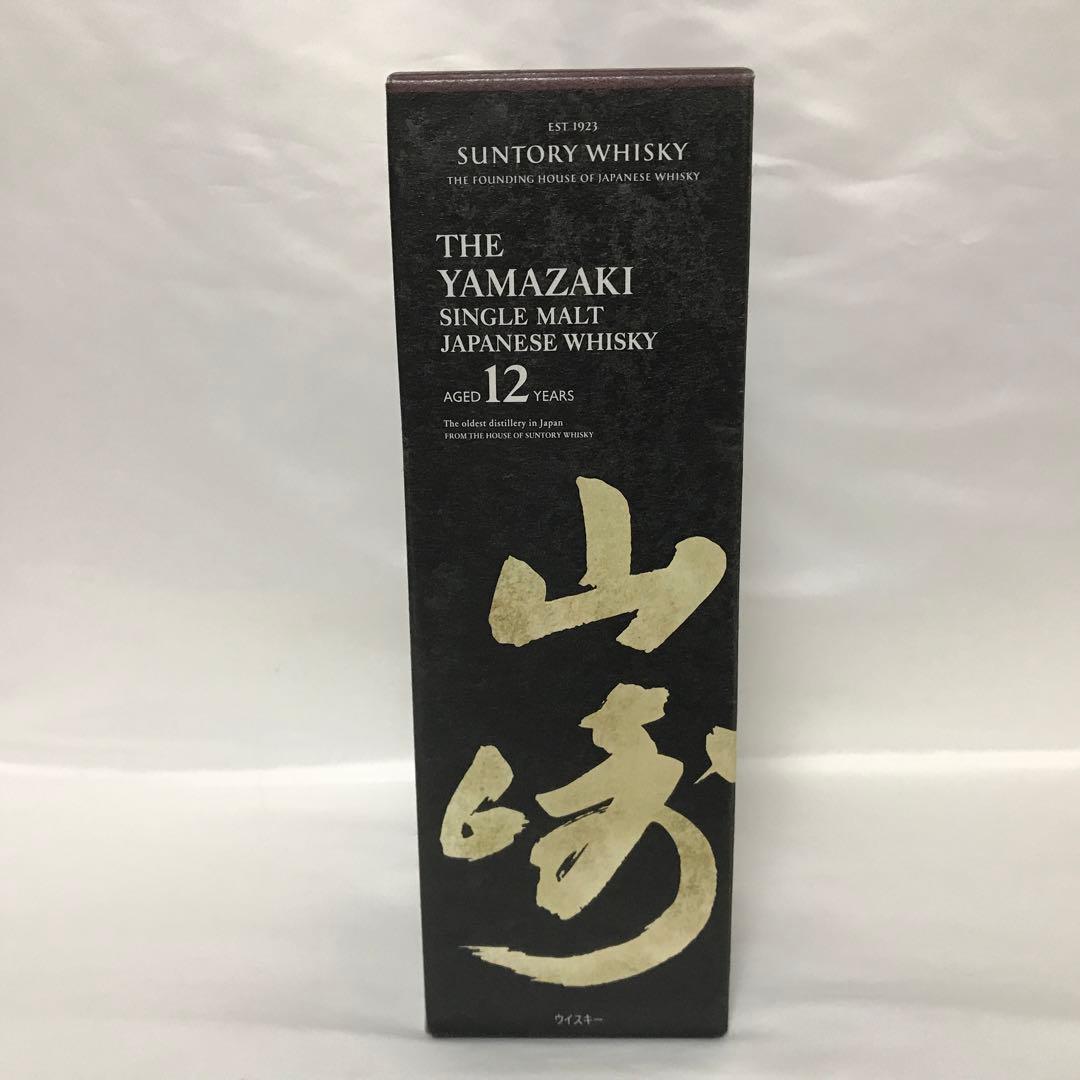 EST 1923
SUNTORY WHISKY
THE FOUNDING HOUSE OF JAPANESE WHISKY
THE
YAMAZAKI
SINGLE MALT
JAPANESE WHISKY
AGED 12 YEARS
The oldest distillery in Japan
FROM THE HOUSE OF SUNTORY WHISKY
山
崎
ウイスキー